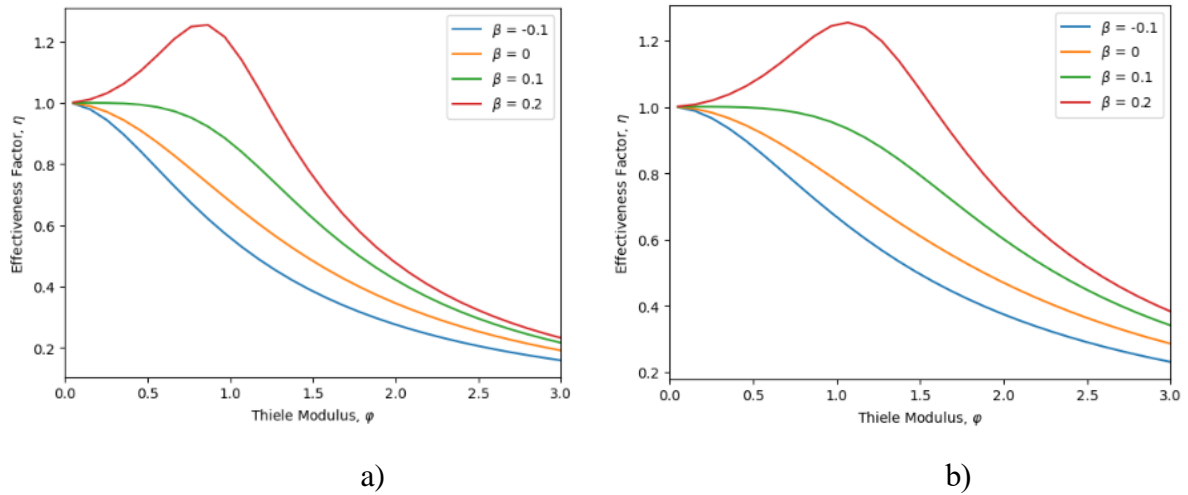 1.2
1.0
0.8
0.6
0.4
0.2
Effectiveness Factor, η
0.0 0.5 1.0 1.5 2.0 2.5 3.0
Thiele Modulus, φ
β = -0.1
β = 0
β = 0.1
β = 0.2
a)
1.2
1.0
0.8
0.6
0.4
0.2
Effectiveness Factor, η
0.0 0.5 1.0 1.5 2.0 2.5 3.0
Thiele Modulus, φ
β = -0.1
β = 0
β = 0.1
β = 0.2
b)